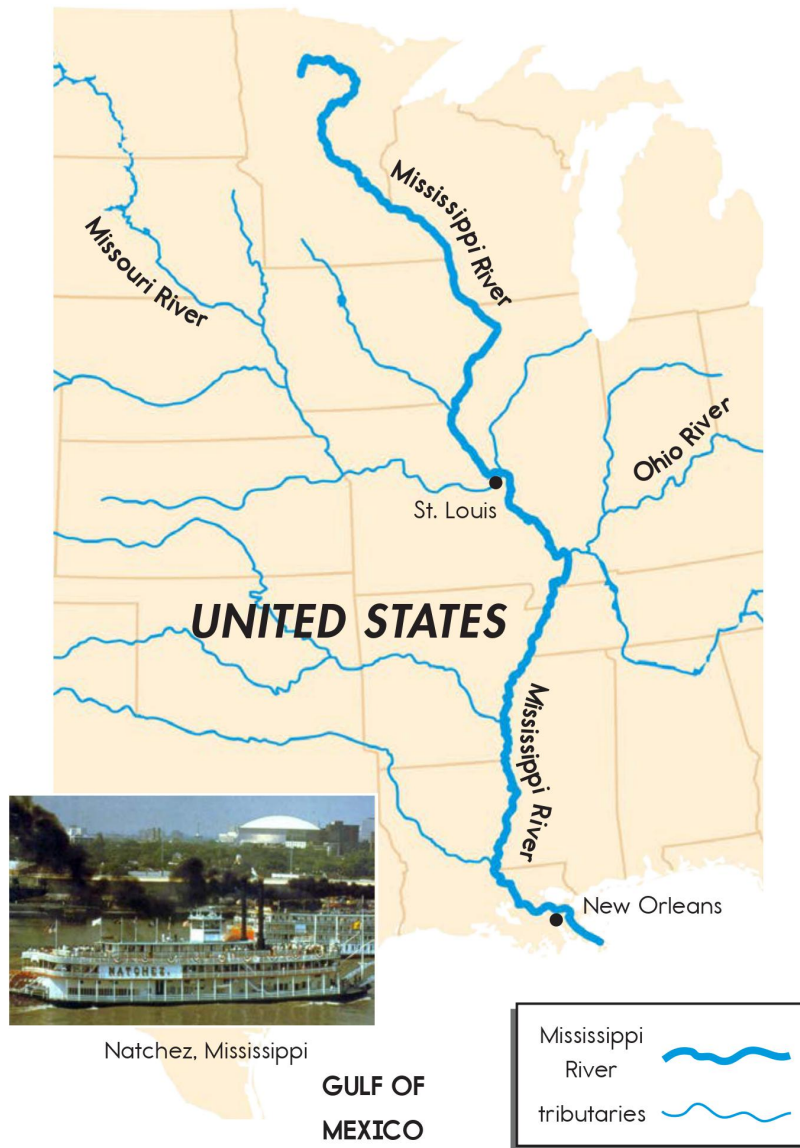 Mississippi River
Missouri River
Ohio River
St. Louis
UNITED STATES
Mississippi River
New Orleans
NATCHEZ.
Natchez, Mississippi
GULF OF
MEXICO
Mississippi
River
tributaries